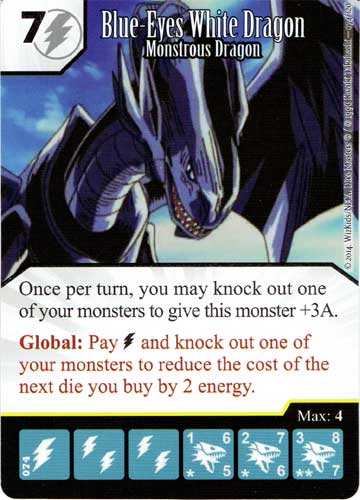 7
Blue-Eyes White Dragon
Monstrous Dragon
Once per turn, you may knock out one
of your monsters to give this monster +3A.
Global: Pay and knock out one of
your monsters to reduce the cost of the
next die you buy by 2 energy.
Max: 4
074
1 6
* 5
2 7
* 7
3 8
** 7